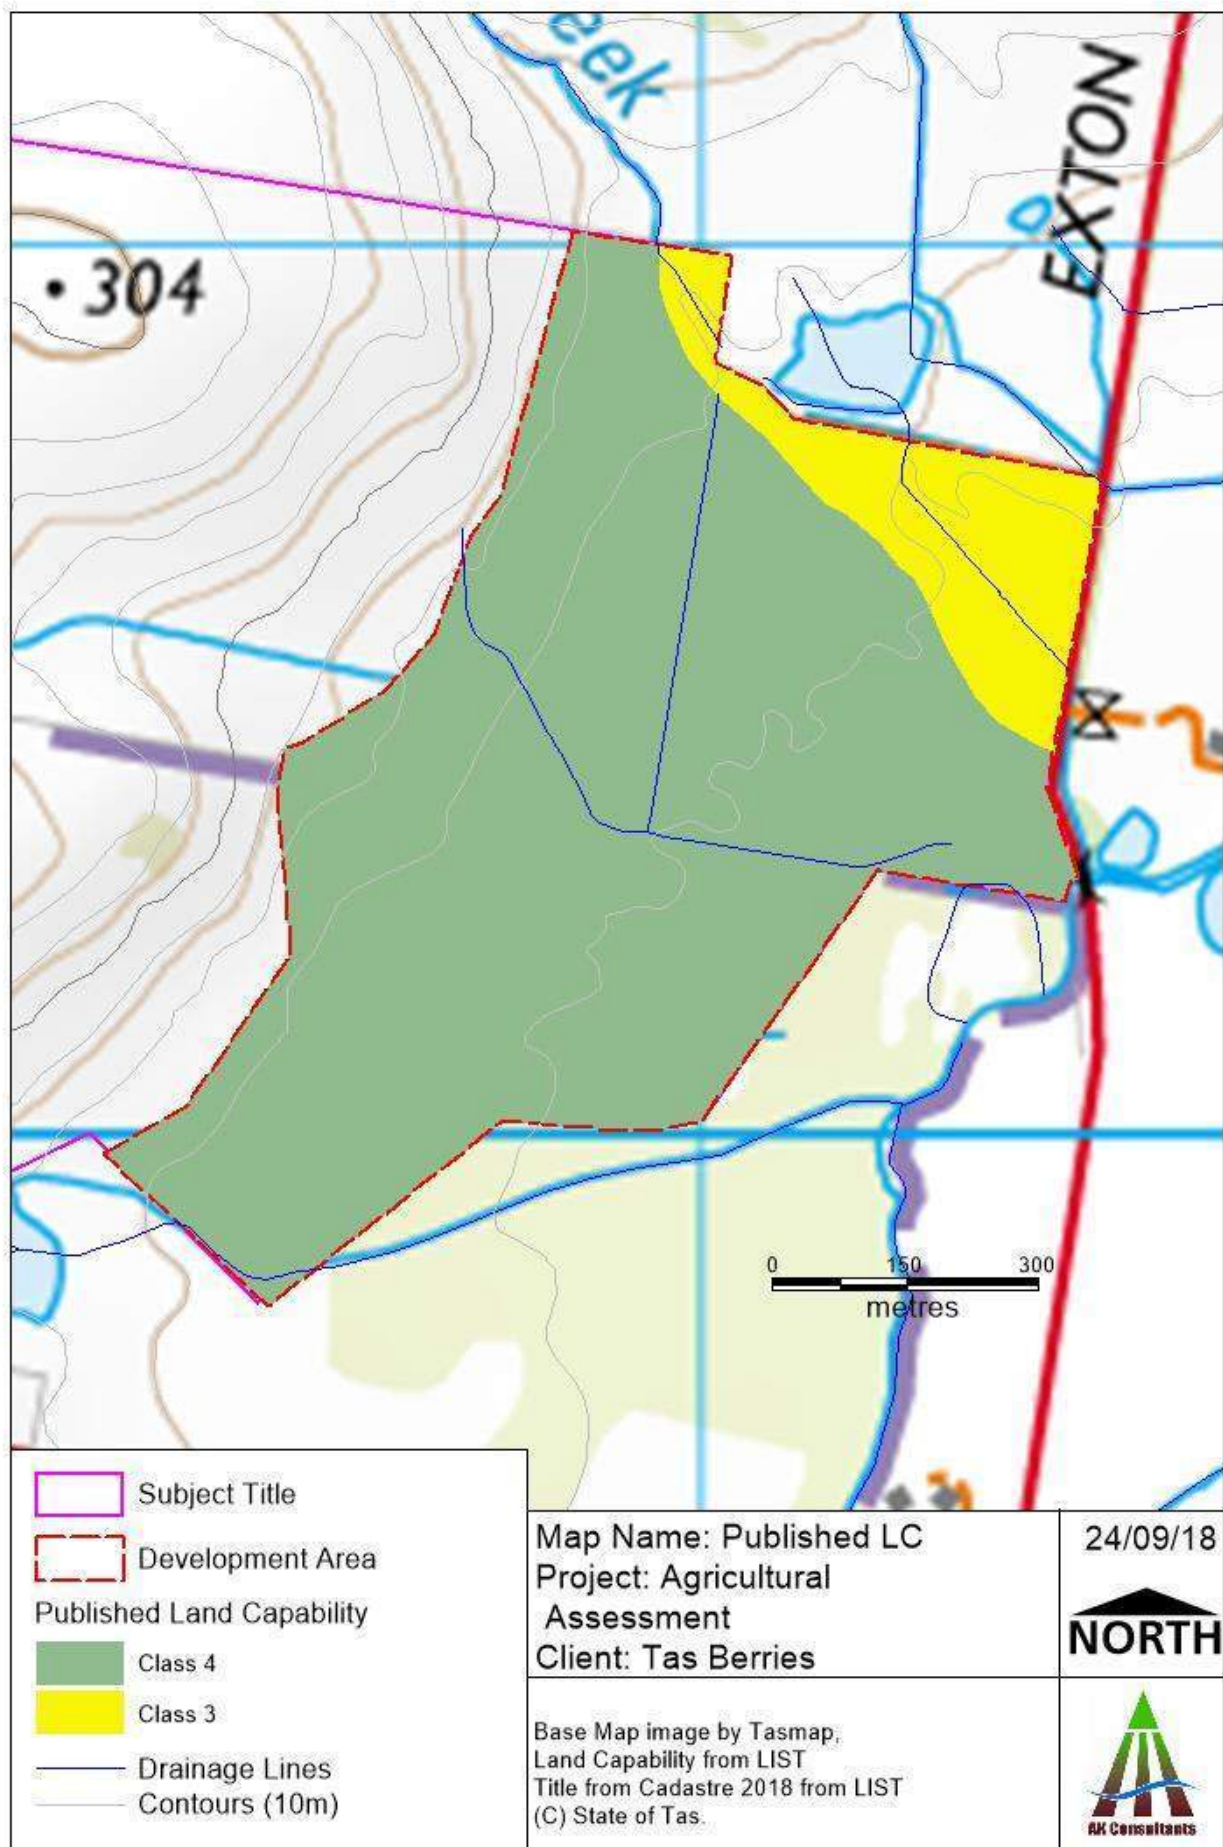 eek
EXTON
• 304
0 150 300
metres
Subject Title
Development Area
Published Land Capability
Class 4
Class 3
Drainage Lines
Contours (10m)
Map Name: Published LC
Project: Agricultural
Assessment
Client: Tas Berries
24/09/18
NORTH
Base Map image by Tasmap,
Land Capability from LIST
Title from Cadastre 2018 from LIST
(C) State of Tas.
AK Consultants